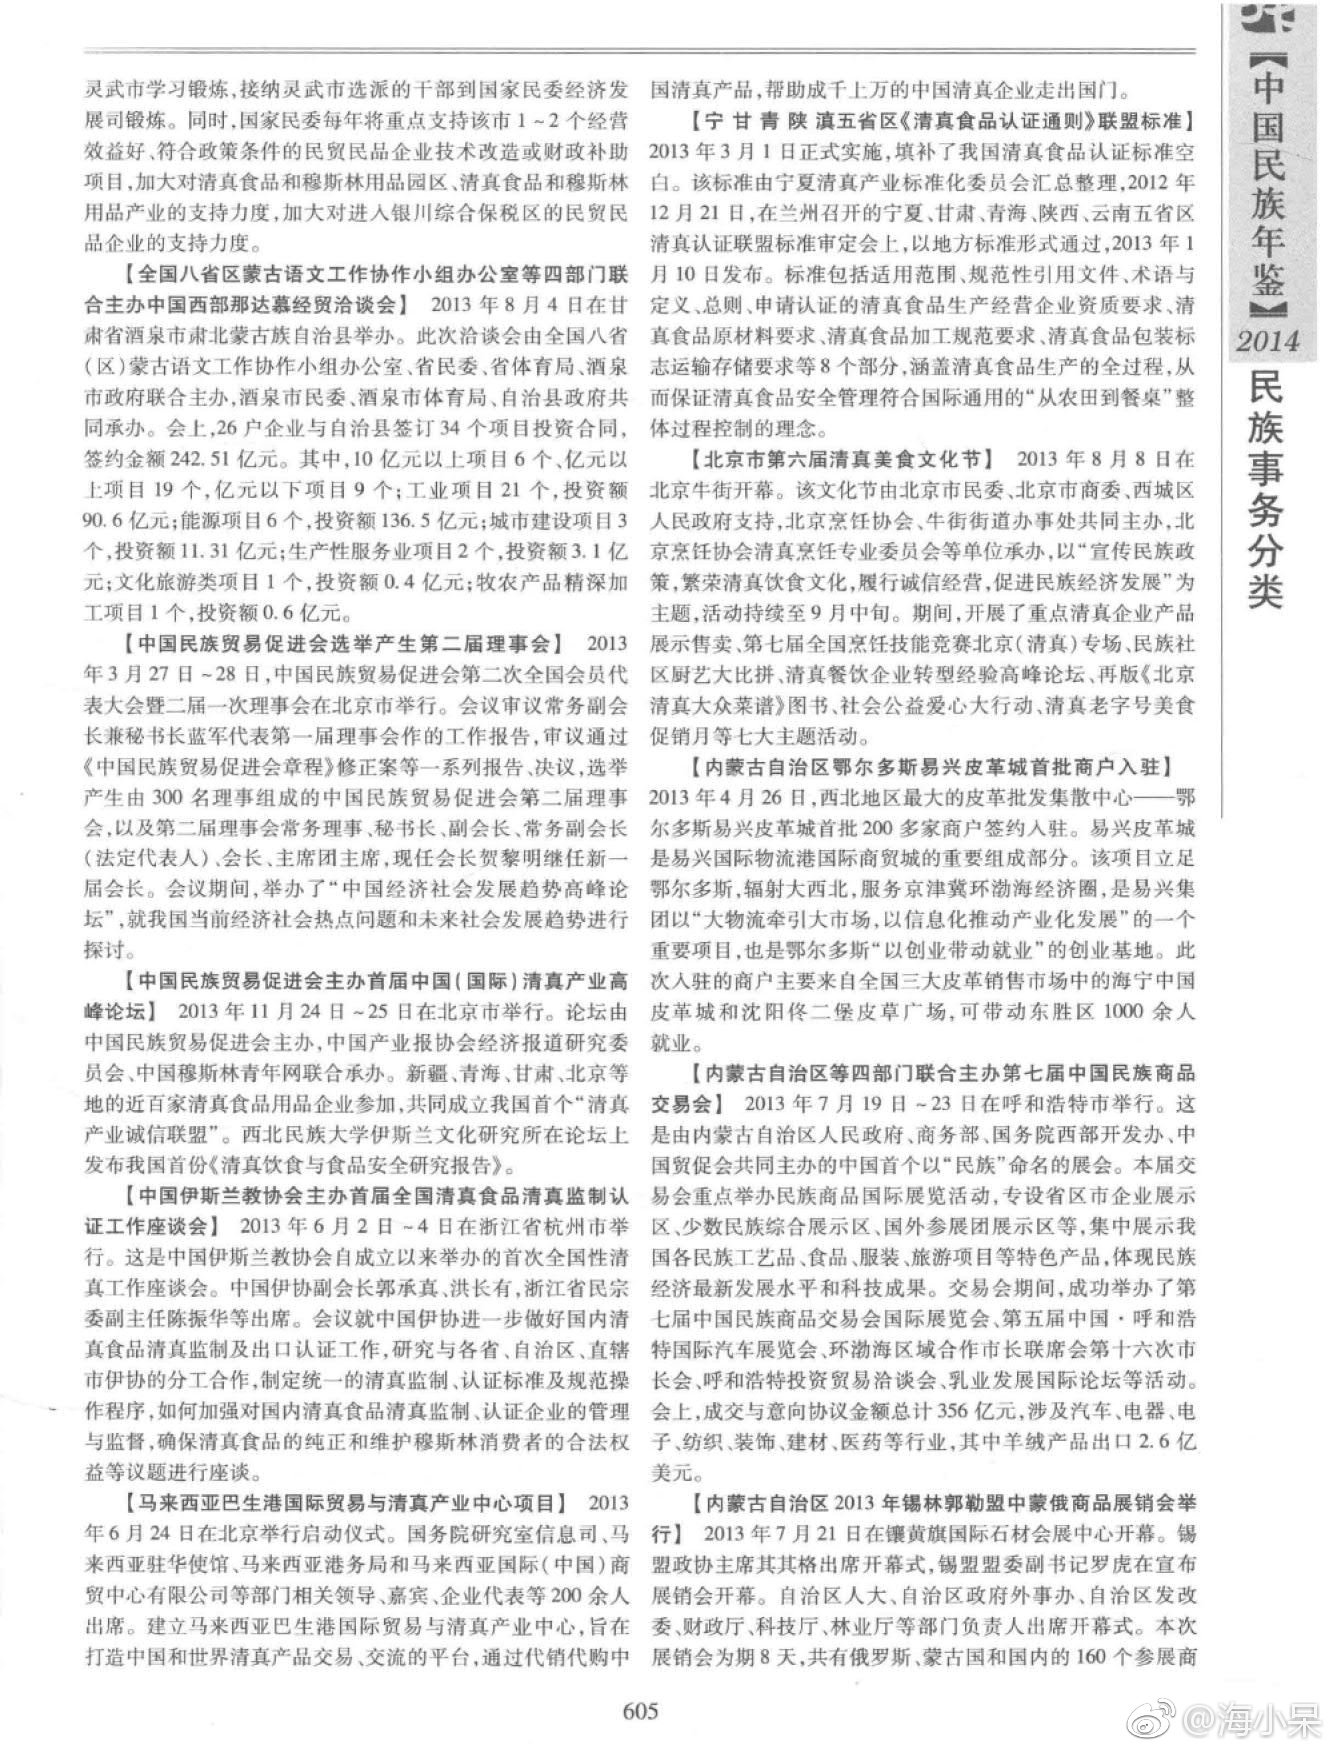 灵武市学习锻炼,接纳灵武市选派的干部到国家民委经济发
展司锻炼。同时,国家民委每年将重点支持该市1~2个经营
效益好、符合政策条件的民贸民品企业技术改造或财政补助
项目,加大对清真食品和穆斯林用品园区、清真食品和穆斯林
用品产业的支持力度,加大对进入银川综合保税区的民贸民
品企业的支持力度。
【全国八省区蒙古语文工作协作小组办公室等四部门联
合主办中国西部那达慕经贸洽谈会】 2013年8月4日在甘
肃省酒泉市肃北蒙古族自治县举办。此次洽谈会由全国八省
(区)蒙古语文工作协作小组办公室、省民委、省体育局、酒泉
市政府联合主办,酒泉市民委、酒泉市体育局、自治县政府共
同承办。会上,26户企业与自治县签订34个项目投资合同,
签约金额242.51亿元。其中,10亿元以上项目6个、亿元以
上项目19个,亿元以下项目9个;工业项目21个,投资额
90.6亿元;能源项目6个,投资额136.5亿元;城市建设项目3
个,投资额11.31亿元;生产性服务业项目2个,投资额3.1亿
元;文化旅游类项目1个,投资额0.4亿元;牧农产品精深加
工项目1个,投资额0.6亿元。
【中国民族贸易促进会选举产生第二届理事会】 2013
年3月27日~28日,中国民族贸易促进会第二次全国会员代
表大会暨二届一次理事会在北京市举行。会议审议常务副会
长兼秘书长蓝军代表第一届理事会作的工作报告,审议通过
《中国民族贸易促进会章程》修正案等一系列报告、决议,选举
产生由300名理事组成的中国民族贸易促进会第二届理事
会,以及第二届理事会常务理事、秘书长、副会长、常务副会长
(法定代表人)、会长、主席团主席,现任会长贺黎明继任新一
届会长。会议期间,举办了“中国经济社会发展趋势高峰论
坛”,就我国当前经济社会热点问题和未来社会发展趋势进行
探讨。
【中国民族贸易促进会主办首届中国(国际)清真产业高
峰论坛】 2013年11月24日~25日在北京市举行。论坛由
中国民族贸易促进会主办,中国产业报协会经济报道研究委
员会、中国穆斯林青年网联合承办。新疆、青海、甘肃、北京等
地的近百家清真食品用品企业参加,共同成立我国首个“清真
产业诚信联盟”。西北民族大学伊斯兰文化研究所在论坛上
发布我国首份《清真饮食与食品安全研究报告》。
【中国伊斯兰教协会主办首届全国清真食品清真监制认
证工作座谈会】 2013年6月2日~4日在浙江省杭州市举
行。这是中国伊斯兰教协会自成立以来举办的首次全国性清
真工作座谈会。中国伊协副会长郭承真、洪长有,浙江省民宗
委副主任陈振华等出席。会议就中国伊协进一步做好国内清
真食品清真监制及出口认证工作,研究与各省、自治区、直辖
市伊协的分工合作,制定统一的清真监制、认证标准及规范操
作程序,如何加强对国内清真食品清真监制、认证企业的管理
与监督,确保清真食品的纯正和维护穆斯林消费者的合法权
益等议题进行座谈。
【马来西亚巴生港国际贸易与清真产业中心项目】 2013
年6月24日在北京举行启动仪式。国务院研究室信息司、马
来西亚驻华使馆、马来西亚港务局和马来西亚国际(中国)商
贸中心有限公司等部门相关领导、嘉宾、企业代表等200余人
出席。建立马来西亚巴生港国际贸易与清真产业中心,旨在
打造中国和世界清真产品交易、交流的平台,通过代销代购中
国清真产品,帮助成千上万的中国清真企业走出国门。
【宁甘青陕滇五省区《清真食品认证通则》联盟标准】
2013年3月1日正式实施,填补了我国清真食品认证标准空
白。该标准由宁夏清真产业标准化委员会汇总整理,2012年
12月21日,在兰州召开的宁夏、甘肃、青海、陕西、云南五省区
清真认证联盟标准审定会上,以地方标准形式通过,2013年1
月10日发布。标准包括适用范围、规范性引用文件、术语与
定义、总则、申请认证的清真食品生产经营企业资质要求、清
真食品原材料要求、清真食品加工规范要求、清真食品包装标
志运输存储要求等8个部分,涵盖清真食品生产的全过程,从
而保证清真食品安全管理符合国际通用的“从农田到餐桌”整
体过程控制的理念。
【北京市第六届清真美食文化节】 2013年8月8日在
北京牛街开幕。该文化节由北京市民委、北京市商委、西城区
人民政府支持,北京烹饪协会、牛街街道办事处共同主办,北
京烹饪协会清真烹饪专业委员会等单位承办,以“宣传民族政
策,繁荣清真饮食文化,履行诚信经营,促进民族经济发展”为
主题,活动持续至9月中旬。期间,开展了重点清真企业产品
展示售卖、第七届全国烹饪技能竞赛北京(清真)专场、民族社
区厨艺大比拼、清真餐饮企业转型经验高峰论坛、再版《北京
清真大众菜谱》图书、社会公益爱心大行动、清真老字号美食
促销月等七大主题活动。
【内蒙古自治区鄂尔多斯易兴皮革城首批商户入驻】
2013年4月26日,西北地区最大的皮革批发集散中心——鄂
尔多斯易兴皮革城首批200多家商户签约入驻。易兴皮革城
是易兴国际物流港国际商贸城的重要组成部分。该项目立足
鄂尔多斯,辐射大西北,服务京津冀环渤海经济圈,是易兴集
团以“大物流牵引大市场,以信息化推动产业化发展”的一个
重要项目,也是鄂尔多斯“以创业带动就业”的创业基地。此
次入驻的商户主要来自全国三大皮革销售市场中的海宁中国
皮革城和沈阳佟二堡皮草广场,可带动东胜区1000余人
就业。
【内蒙古自治区等四部门联合主办第七届中国民族商品
交易会】 2013年7月19日~23日在呼和浩特市举行。这
是由内蒙古自治区人民政府、商务部、国务院西部开发办、中
国贸促会共同主办的中国首个以“民族”命名的展会。本届交
易会重点举办民族商品国际展览活动,专设省区市企业展示
区、少数民族综合展示区、国外参展团展示区等,集中展示我
国各民族工艺品、食品、服装、旅游项目等特色产品,体现民族
经济最新发展水平和科技成果。交易会期间,成功举办了第
七届中国民族商品交易会国际展览会、第五届中国·呼和浩
特国际汽车展览会、环渤海区域合作市长联席会第十六次市
长会、呼和浩特投资贸易洽谈会、乳业发展国际论坛等活动。
会上,成交与意向协议金额总计356亿元,涉及汽车、电器、电
子、纺织、装饰、建材、医药等行业,其中羊绒产品出口2.6亿
美元。
【内蒙古自治区2013年锡林郭勒盟中蒙俄商品展销会举
行】 2013年7月21日在镶黄旗国际石材会展中心开幕。锡
盟政协主席其其格出席开幕式,锡盟盟委副书记罗虎在宣布
展销会开幕。自治区人大、自治区政府外事办、自治区发改
委、财政厅、科技厅、林业厅等部门负责人出席开幕式。本次
展销会为期8天,共有俄罗斯、蒙古国和国内的160个参展商
【中国民族年鉴】
2014
民族事务分类
605
@海小呆